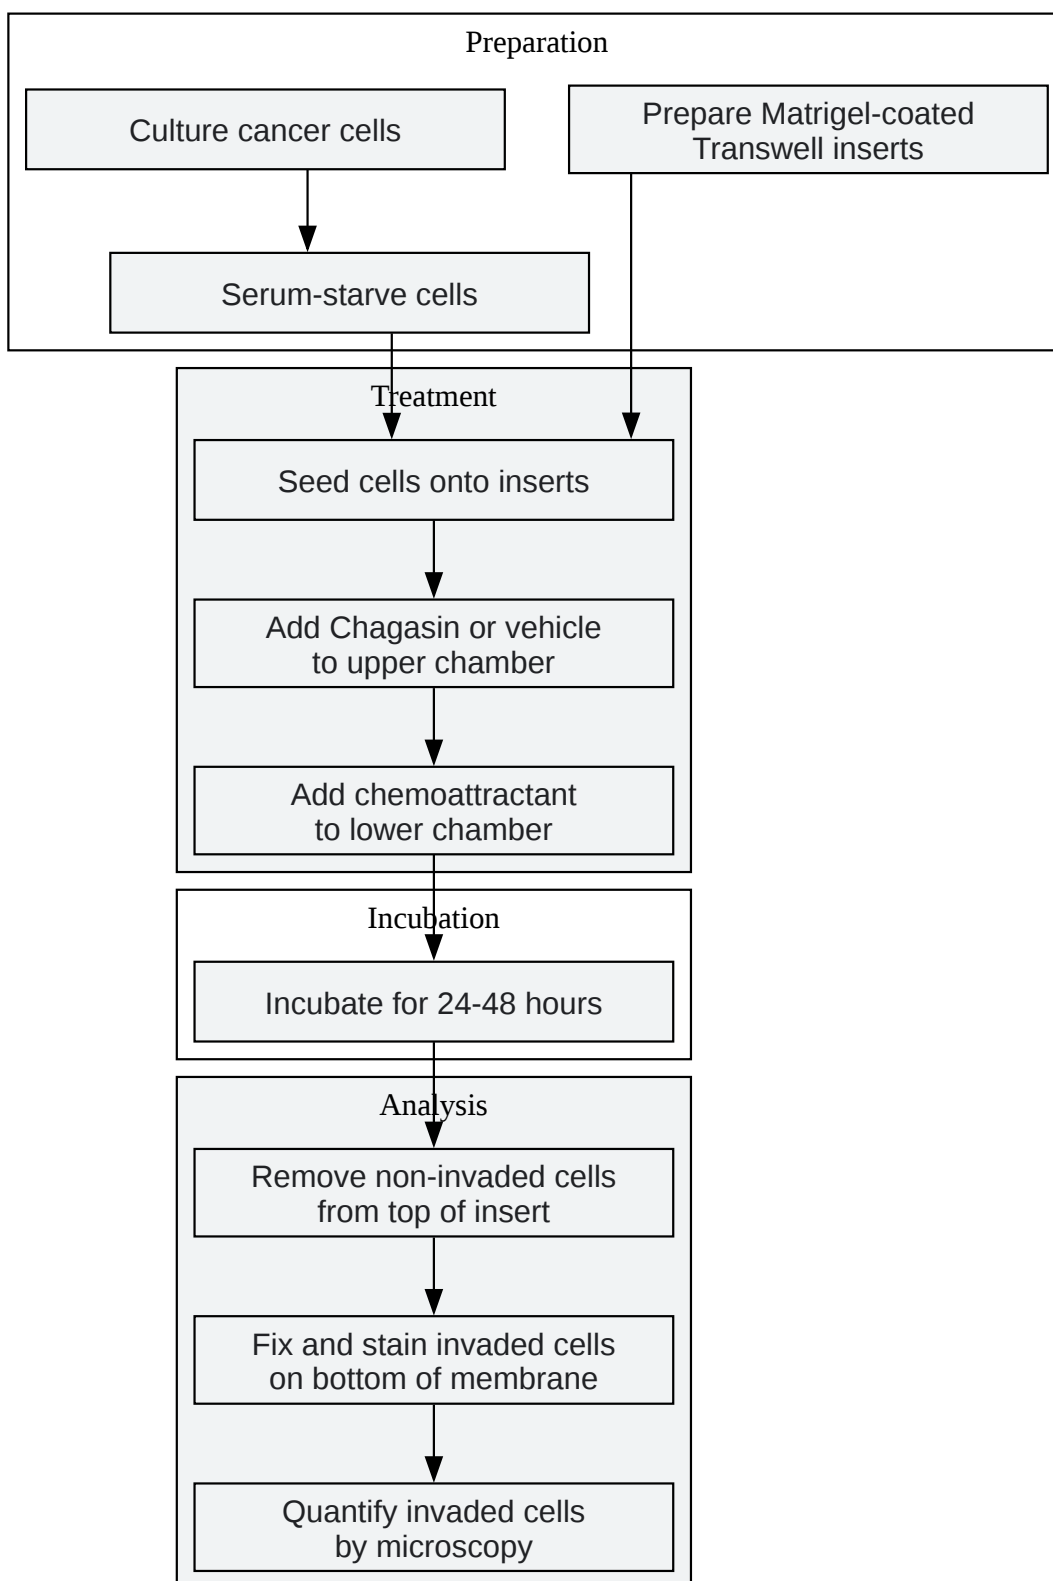 Preparation
Culture cancer cells
Prepare Matrigel-coated
Transwell inserts
Serum-starve cells
Treatment
Seed cells onto inserts
Add Chagasin or vehicle
to upper chamber
Add chemoattractant
to lower chamber
Incubation
Incubate for 24-48 hours
Analysis
Remove non-invaded cells
from top of insert
Fix and stain invaded cells
on bottom of membrane
Quantify invaded cells
by microscopy